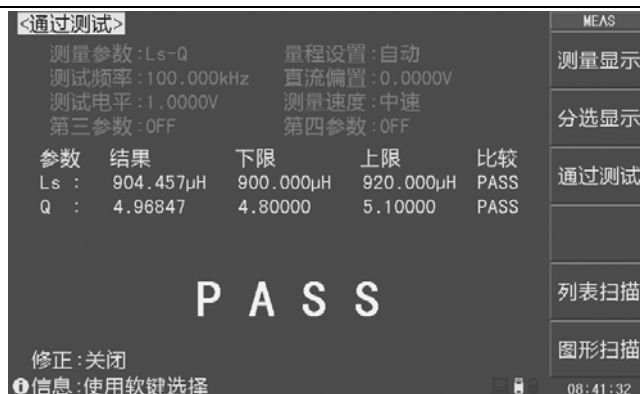 <通过测试>
MEAS
测量参数:Ls-Q 量程设置:自动
测试频率:100.000kHz 直流偏置:0.0000V
测试电平:1.0000V 测量速度:中速
第三参数:OFF 第四参数:OFF
参数 结果 下限 上限 比较
Ls : 904.457μH 900.000μH 920.000μH PASS
Q : 4.96847 4.80000 5.10000 PASS
PASS
修正:关闭
信息:使用软键选择
测量显示
分选显示
通过测试
列表扫描
图形扫描
08:41:32